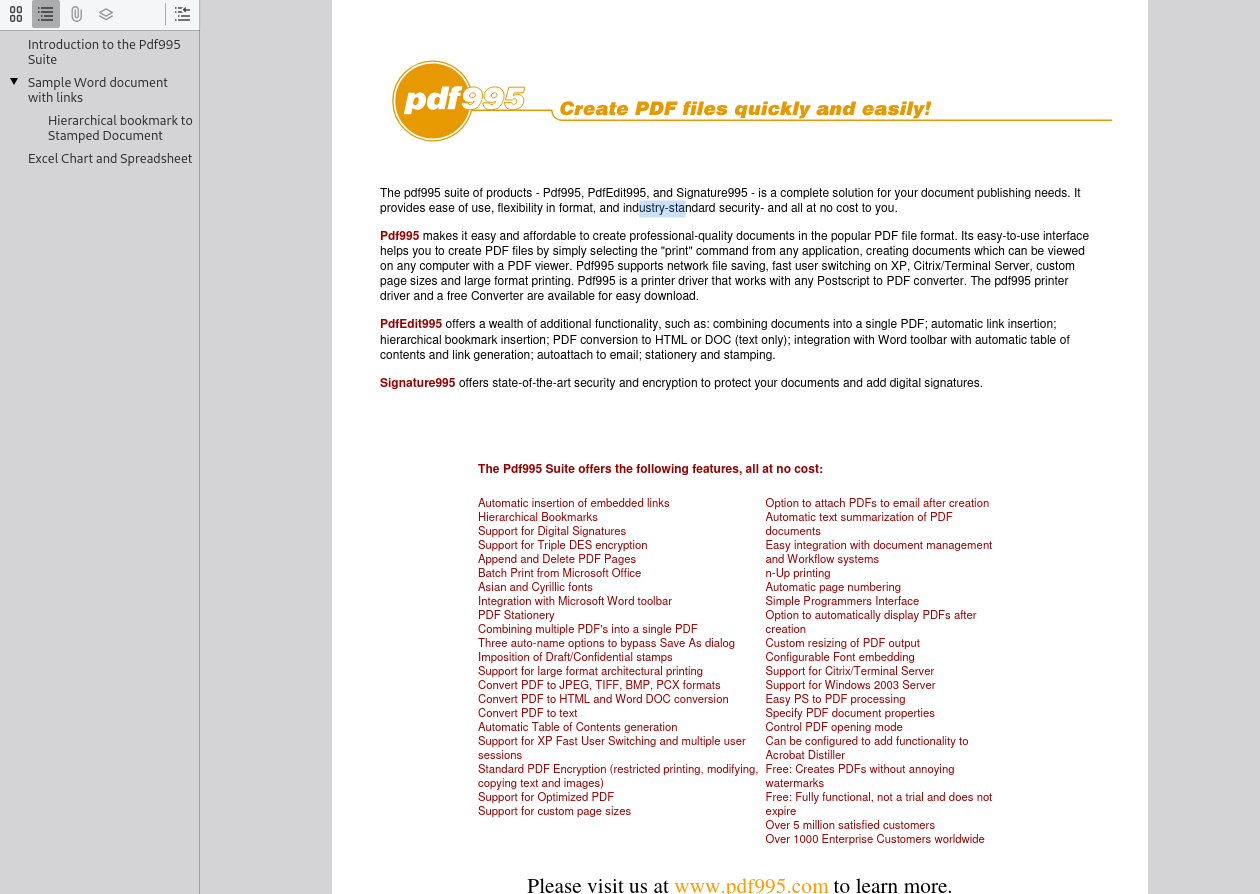 Introduction to the Pdf995
Suite
Sample Word document
with links
Hierarchical bookmark to
Stamped Document
Excel Chart and Spreadsheet
pdf995
Create PDF files quickly and easily!
The pdf995 suite of products - Pdf995, PdfEdit995, and Signature995 - is a complete solution for your document publishing needs. It
provides ease of use, flexibility in format, and industry-standard security- and all at no cost to you.
Pdf995 makes it easy and affordable to create professional-quality documents in the popular PDF file format. Its easy-to-use interface
helps you to create PDF files by simply selecting the "print" command from any application, creating documents which can be viewed
on any computer with a PDF viewer. Pdf995 supports network file saving, fast user switching on XP, Citrix/Terminal Server, custom
page sizes and large format printing. Pdf995 is a printer driver that works with any Postscript to PDF converter. The pdf995 printer
driver and a free Converter are available for easy download.
PdfEdit995 offers a wealth of additional functionality, such as: combining documents into a single PDF; automatic link insertion;
hierarchical bookmark insertion; PDF conversion to HTML or DOC (text only); integration with Word toolbar with automatic table of
contents and link generation; autoattach to email; stationery and stamping.
Signature995 offers state-of-the-art security and encryption to protect your documents and add digital signatures.
The Pdf995 Suite offers the following features, all at no cost:
Automatic insertion of embedded links
Hierarchical Bookmarks
Support for Digital Signatures
Support for Triple DES encryption
Append and Delete PDF Pages
Batch Print from Microsoft Office
Asian and Cyrillic fonts
Integration with Microsoft Word toolbar
PDF Stationery
Combining multiple PDF's into a single PDF
Three auto-name options to bypass Save As dialog
Imposition of Draft/Confidential stamps
Support for large format architectural printing
Convert PDF to JPEG, TIFF, BMP, PCX formats
Convert PDF to HTML and Word DOC conversion
Convert PDF to text
Automatic Table of Contents generation
Support for XP Fast User Switching and multiple user
sessions
Standard PDF Encryption (restricted printing, modifying,
copying text and images)
Support for Optimized PDF
Support for custom page sizes
Option to attach PDFs to email after creation
Automatic text summarization of PDF
documents
Easy integration with document management
and Workflow systems
n-Up printing
Automatic page numbering
Simple Programmers Interface
Option to automatically display PDFs after
creation
Custom resizing of PDF output
Configurable Font embedding
Support for Citrix/Terminal Server
Support for Windows 2003 Server
Easy PS to PDF processing
Specify PDF document properties
Control PDF opening mode
Can be configured to add functionality to
Acrobat Distiller
Free: Creates PDFs without annoying
watermarks
Free: Fully functional, not a trial and does not
expire
Over 5 million satisfied customers
Over 1000 Enterprise Customers worldwide
Please visit us at www.pdf995.com to learn more.